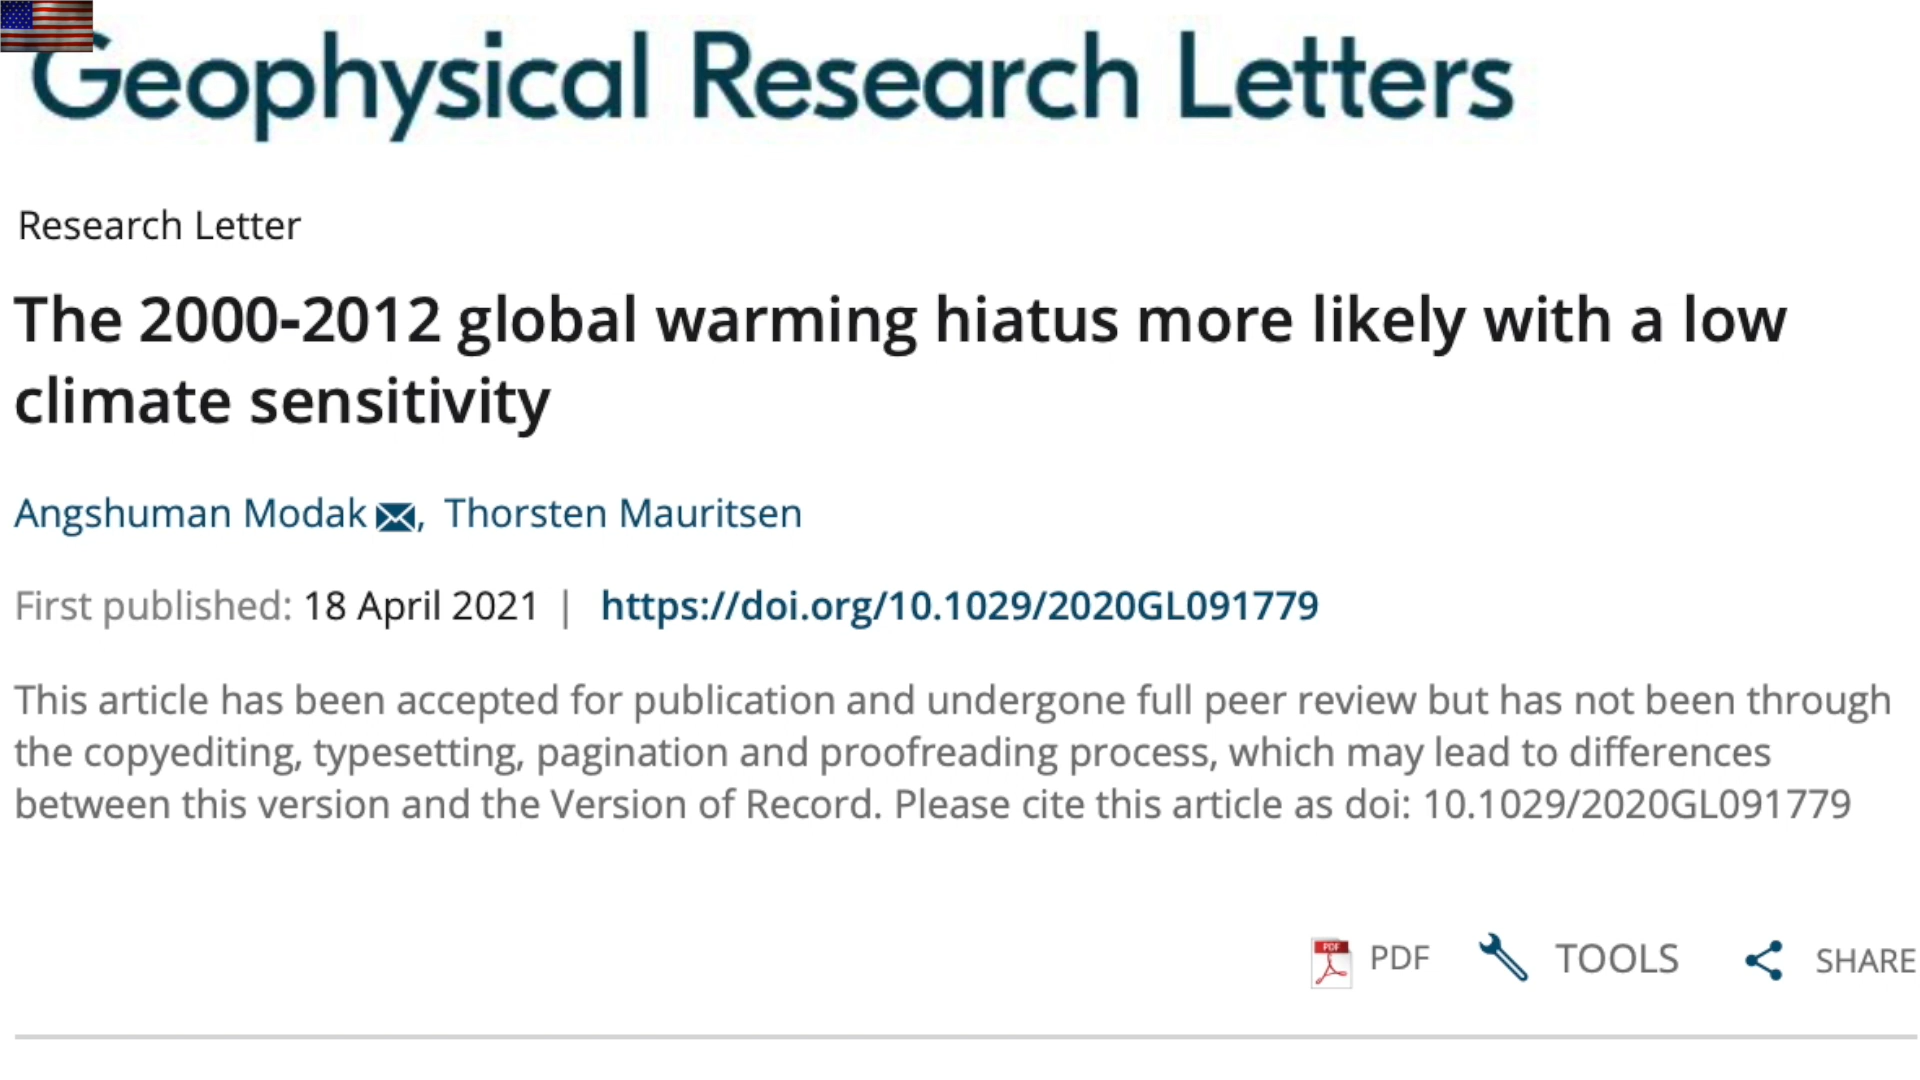 Geophysical Research Letters
Research Letter
The 2000-2012 global warming hiatus more likely with a low
climate sensitivity
Angshuman Modak, Thorsten Mauritsen
First published: 18 April 2021 | https://doi.org/10.1029/2020GL091779
This article has been accepted for publication and undergone full peer review but has not been through
the copyediting, typesetting, pagination and proofreading process, which may lead to differences
between this version and the Version of Record. Please cite this article as doi: 10.1029/2020GL091779
PDF PDF TOOLS SHARE